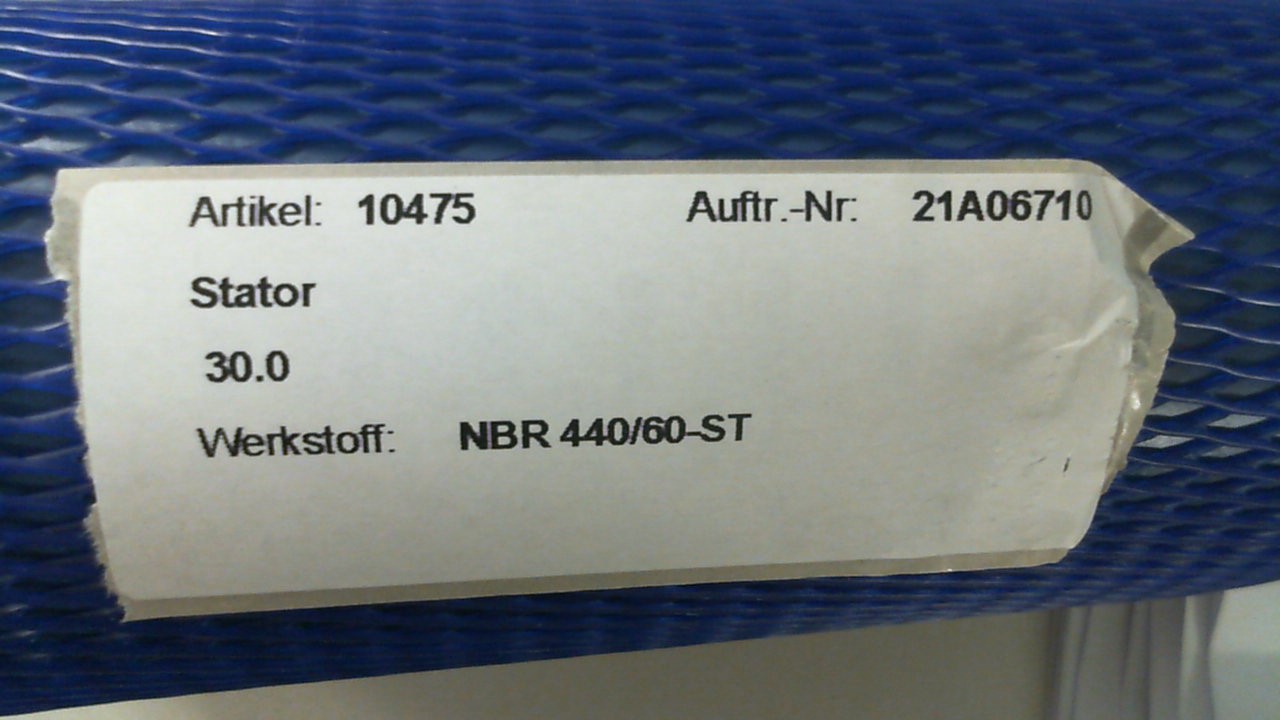 Artikel: 10475 Auftr.-Nr: 21A06710
Stator
30.0
Werkstoff: NBR 440/60-ST